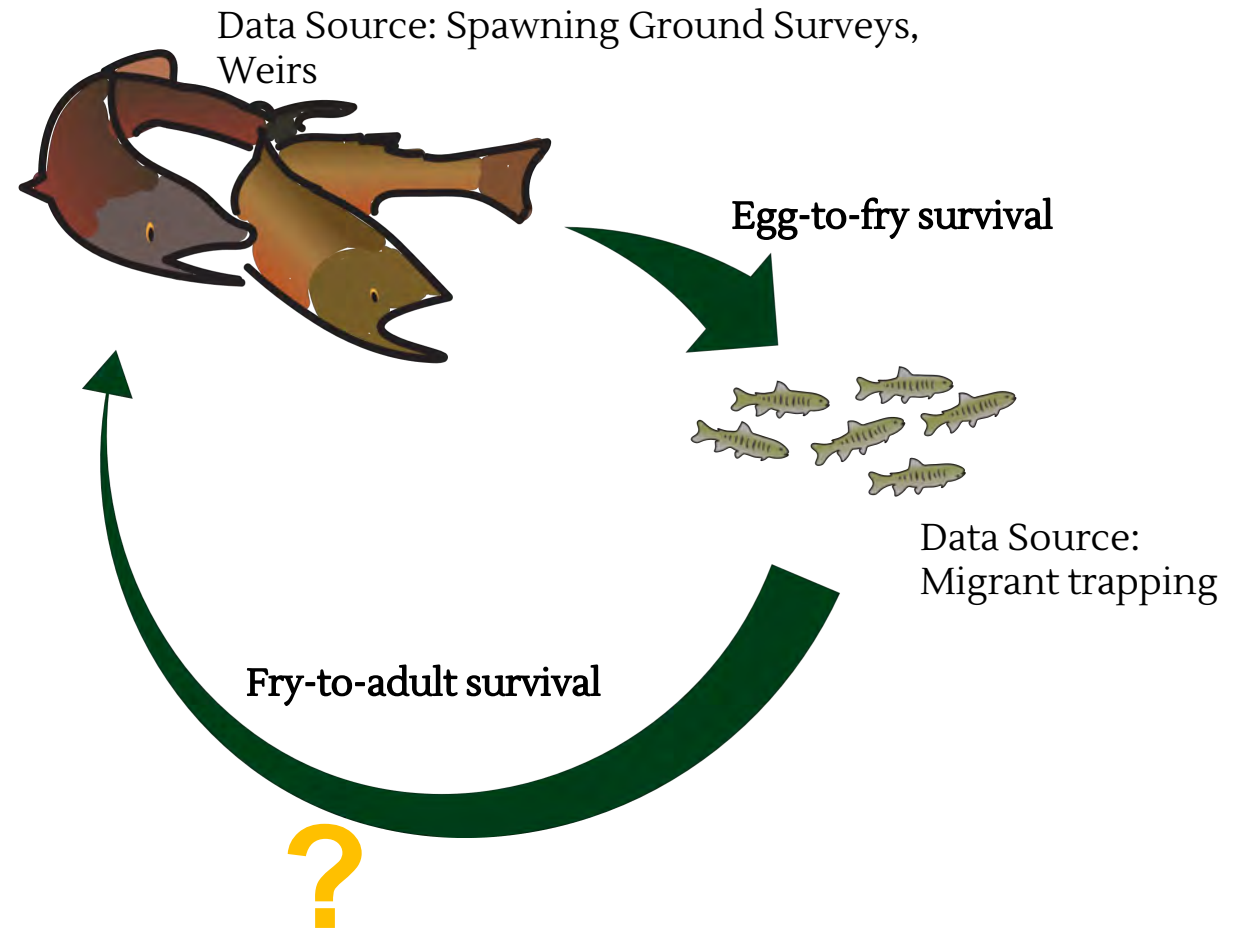 Data Source: Spawning Ground Surveys,
Weirs
Egg-to-fry survival
Data Source:
Migrant trapping
Fry-to-adult survival
?